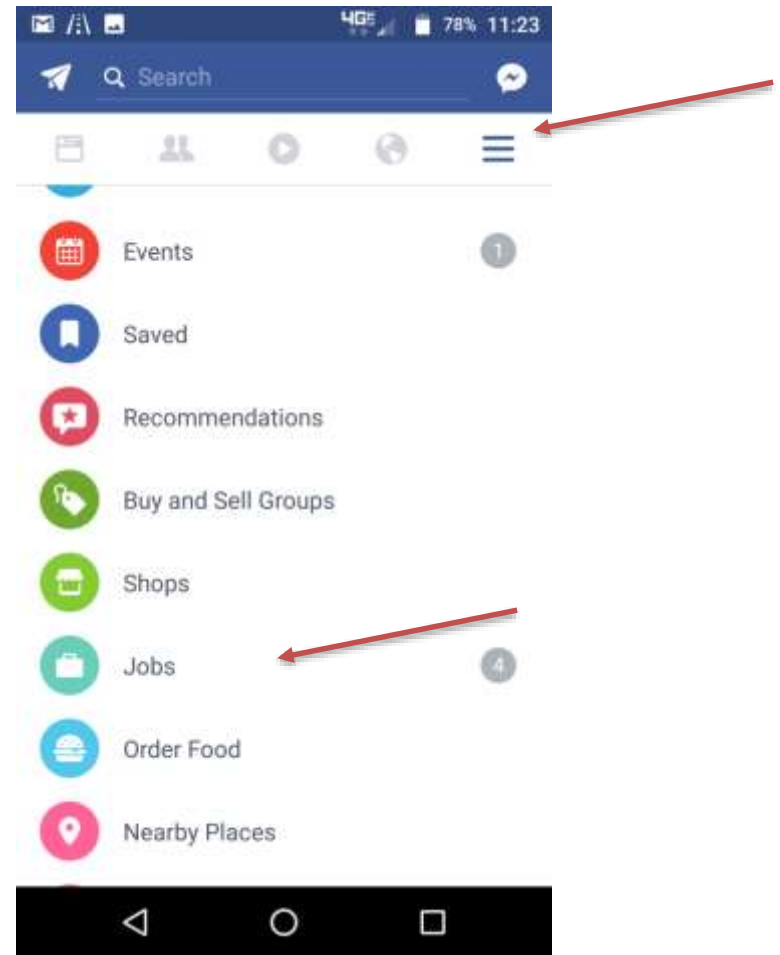 4G 78% 11:23
Search
Events 1
Saved
Recommendations
Buy and Sell Groups
Shops
Jobs 4
Order Food
Nearby Places